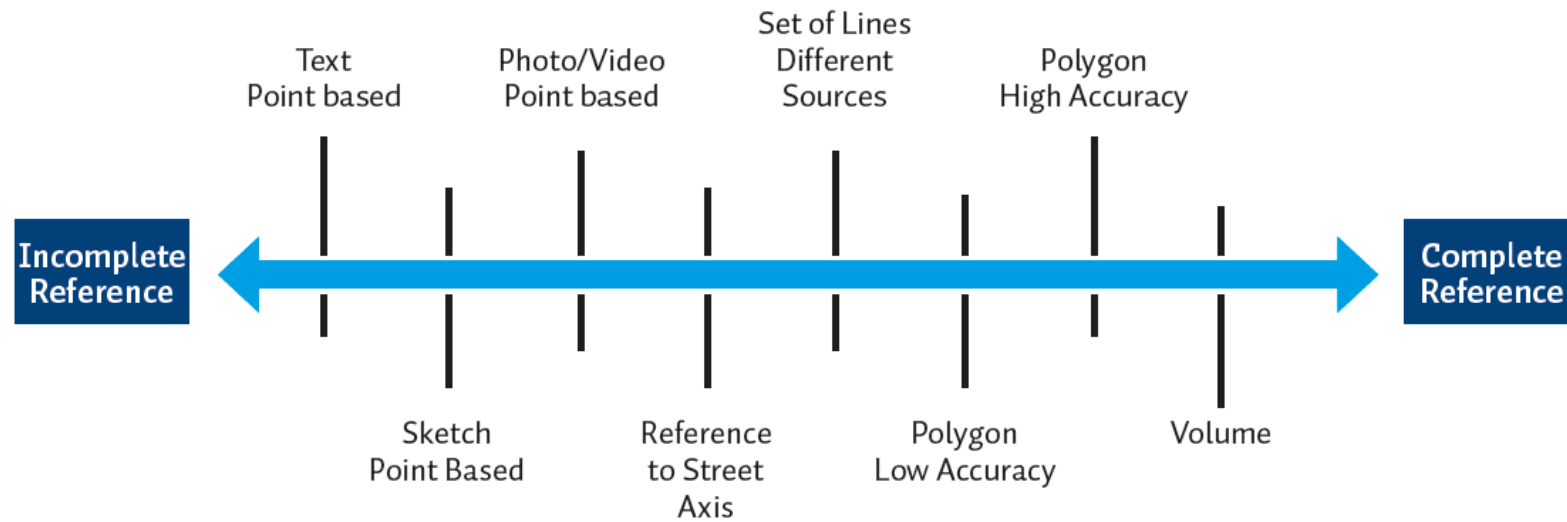 Text
Point based
Photo/Video
Point based
Set of Lines
Different
Sources
Polygon
High Accuracy
Incomplete
Reference
Complete
Reference
Sketch
Point Based
Reference
to Street
Axis
Polygon
Low Accuracy
Volume